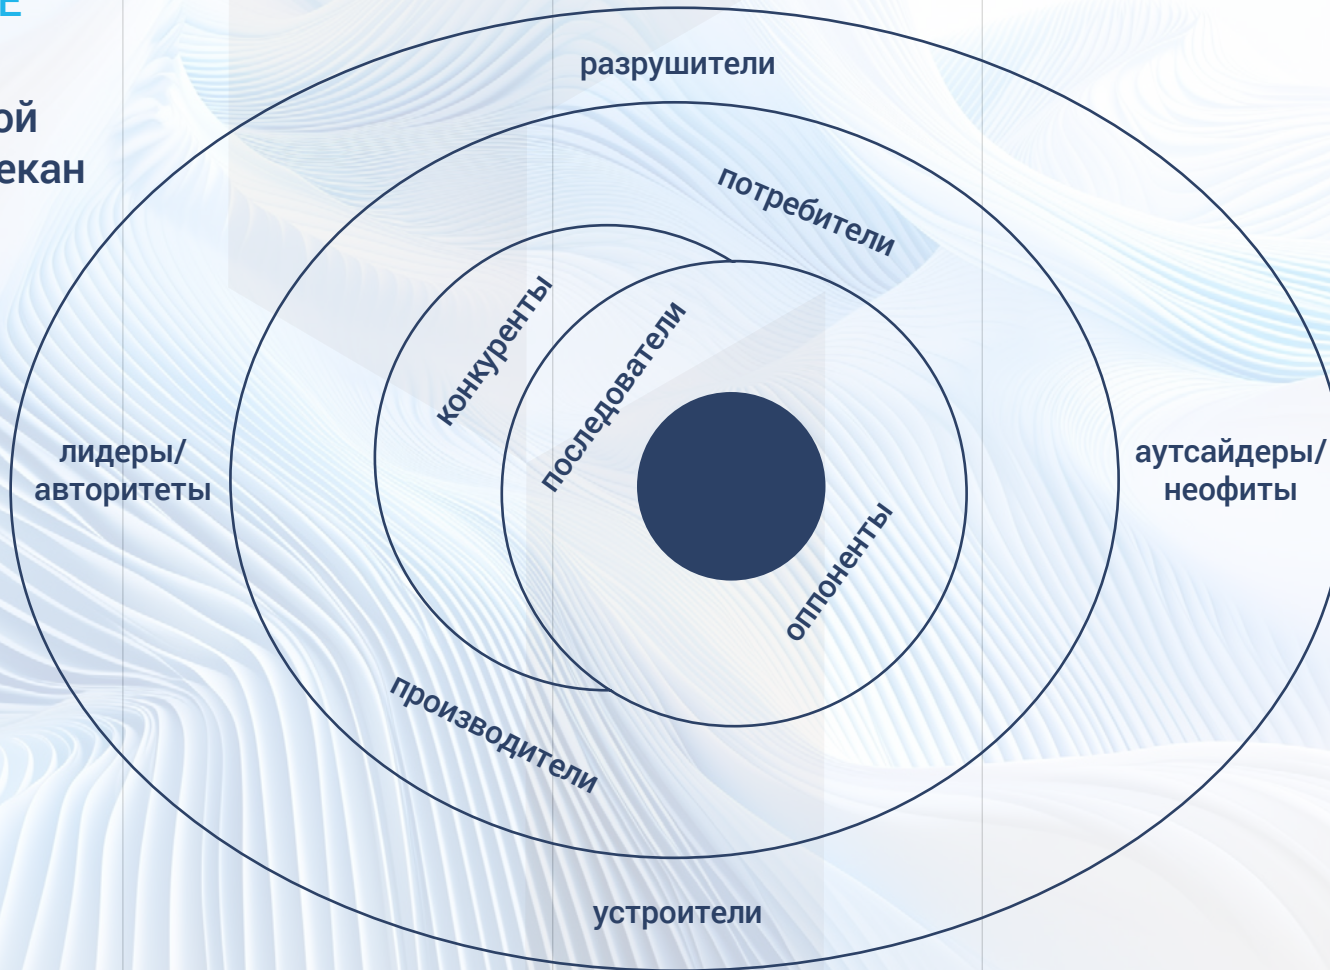 Е
ой
екан
разрушители
потребители
конкуренты
последователи
лидеры/
авторитеты
аутсайдеры/
неофиты
оппоненты
производители
устроители